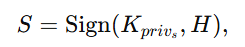 S = Sign(K_{priv_s}, H),